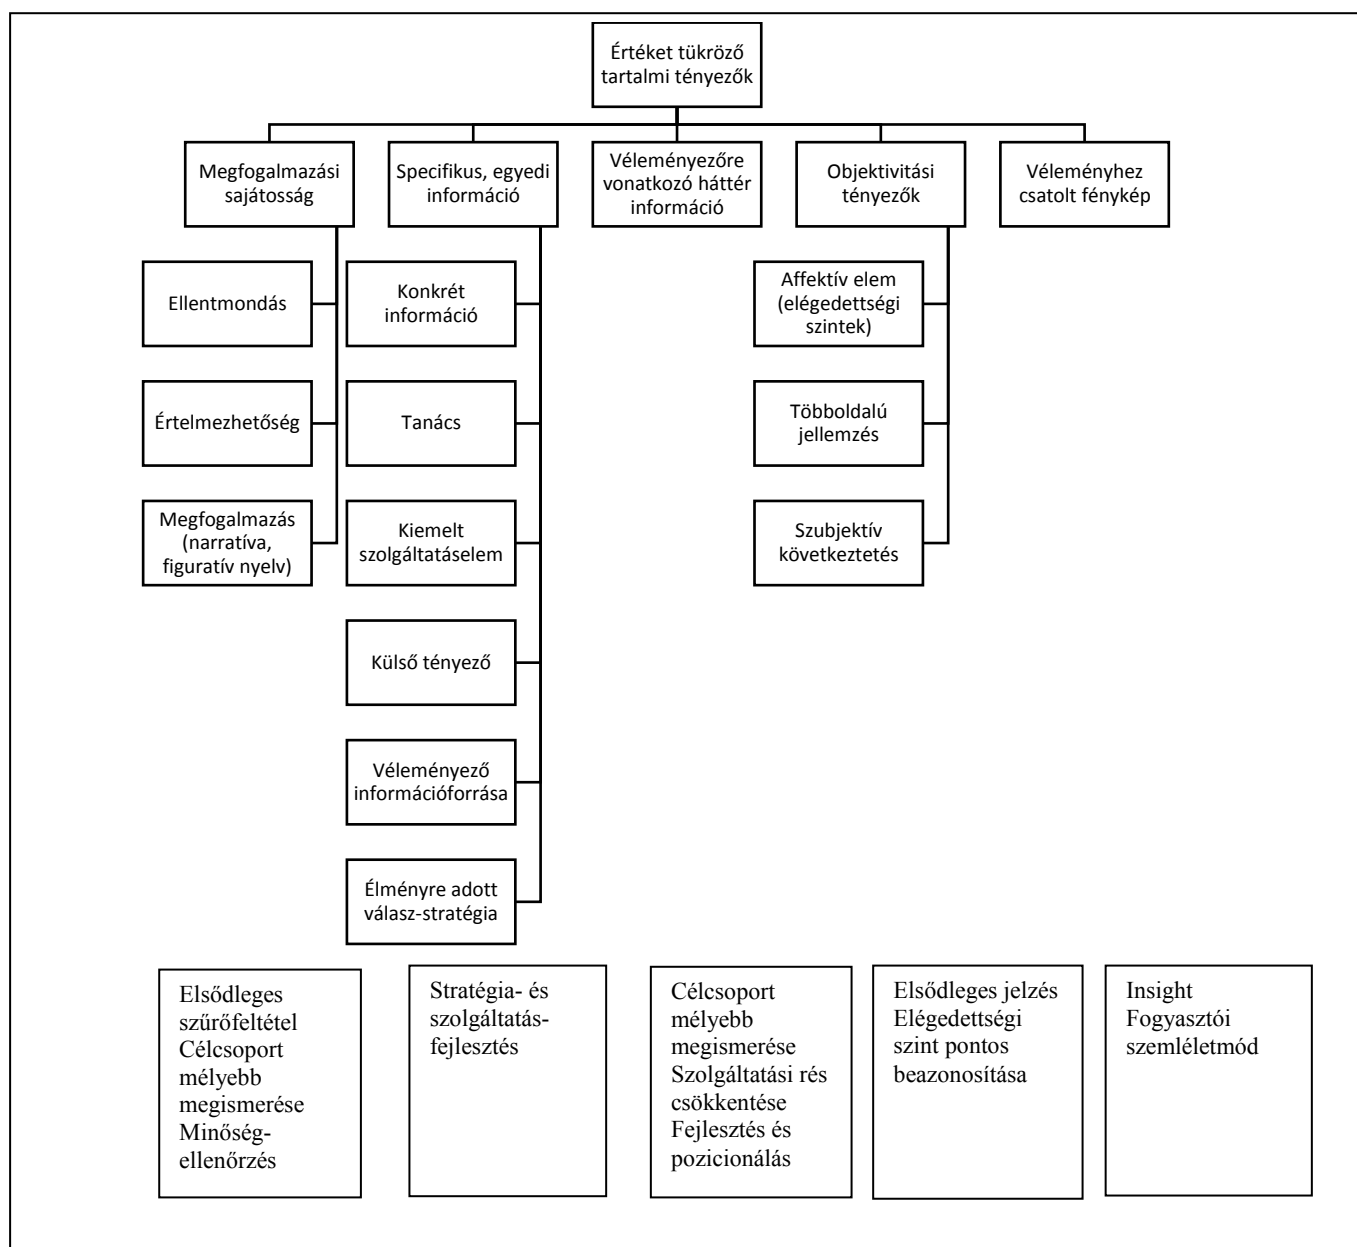 Értéket tükröző
tartalmi tényezők
Megfogalmazási
sajátosság
Specifikus, egyedi
információ
Véleményezőre
vonatkozó háttér
információ
Objektivitási
tényezők
Véleményhez
csatolt fénykép
Ellentmondás
Értelmezhetőség
Megfogalmazás
(narratíva,
figuratív nyelv)
Konkrét
információ
Tanács
Kiemelt
szolgáltatáselem
Külső tényező
Véleményező
információforrása
Élményre adott
válasz-stratégia
Affektív elem
(elégedettségi
szintek)
Többoldalú
jellemzés
Szubjektív
következtetés
Elsődleges
szűrőfeltétel
Célcsoport
mélyebb
megismerése
Minőség-
ellenőrzés
Stratégia- és
szolgáltatás-
fejlesztés
Célcsoport
mélyebb
megismerése
Szolgáltatási rés
csökkentése
Fejlesztés és
pozicionálás
Elsődleges jelzés
Elégedettségi
szint pontos
beazonosítása
Insight
Fogyasztói
szemléletmód